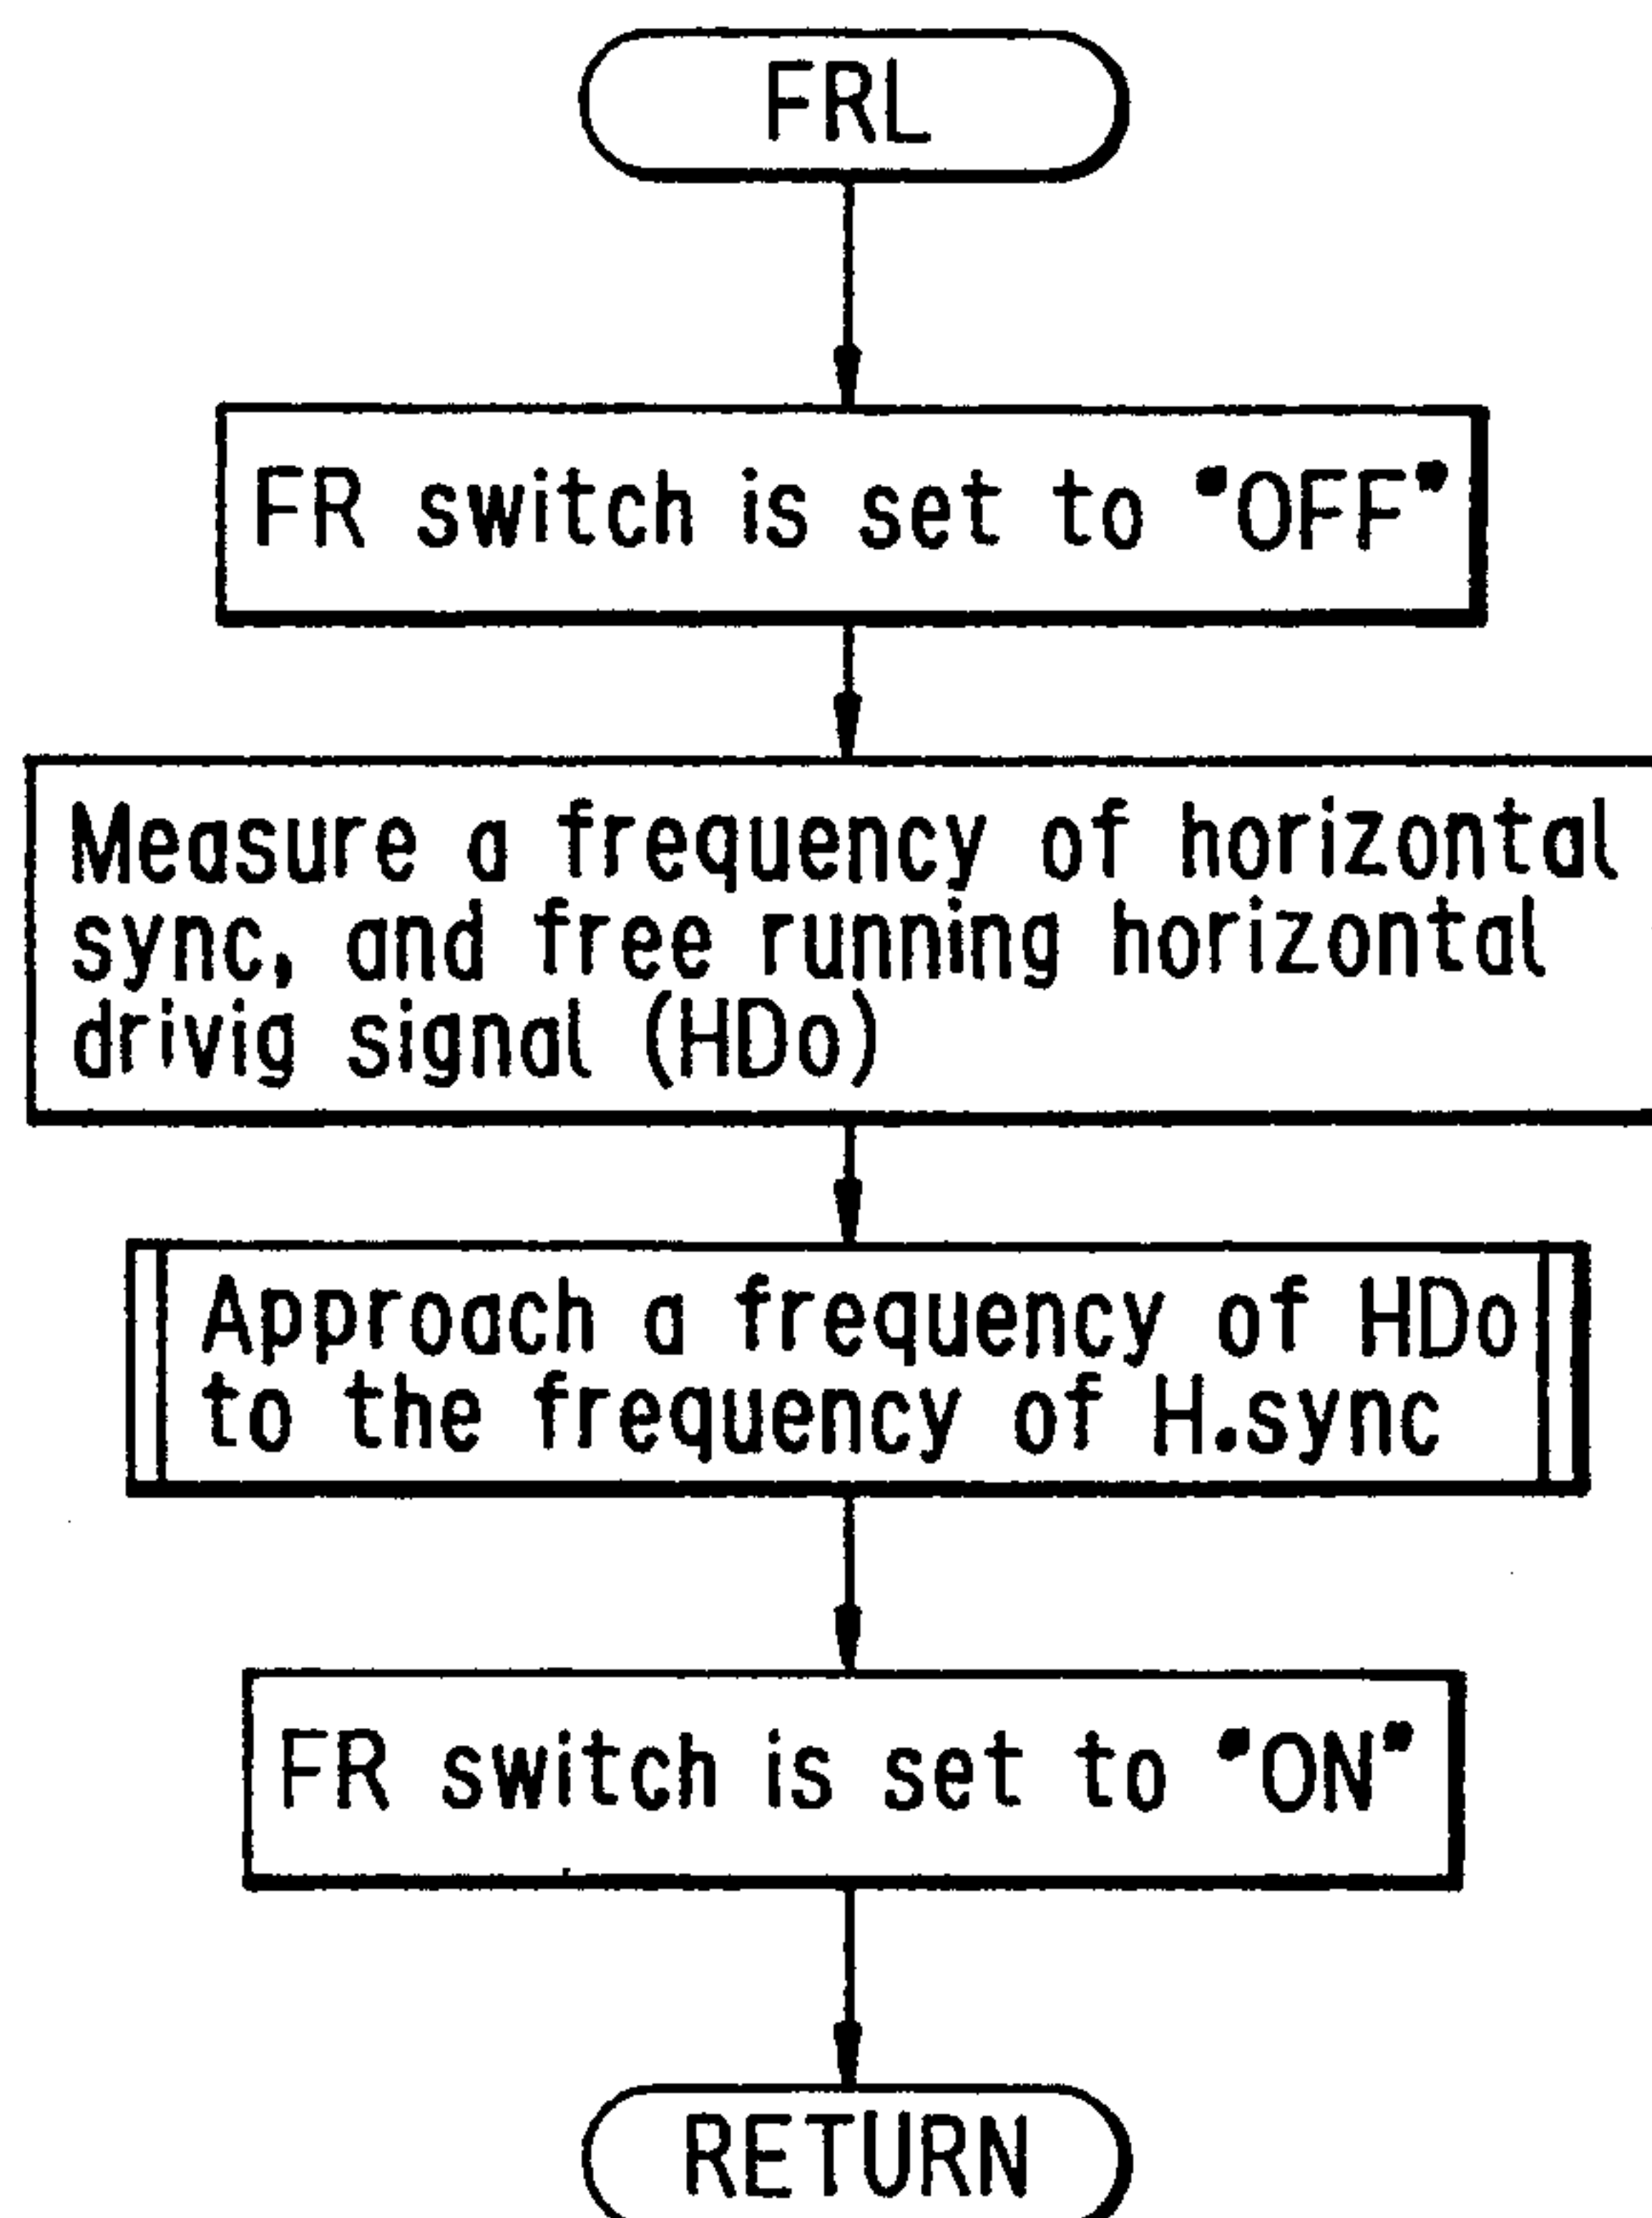 FRL
FR switch is set to "OFF"
Measure a frequency of horizontal
sync, and free running horizontal
drivig signal (HDo)
Approach a frequency of HDo
to the frequency of H.sync
FR switch is set to "ON"
RETURN